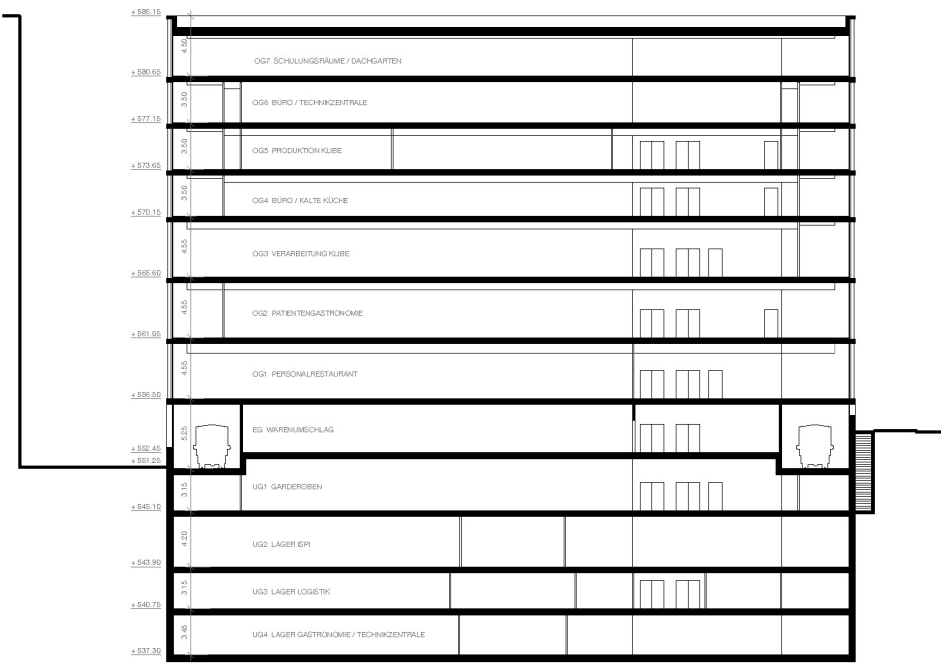 + 585.15
4.50
OG7 SCHULUNGSRÄUME / DACHGARTEN
+ 580.65
3.50
OG6 BÜRO / TECHNIKZENTRALE
+ 577.15
3.50
OG5 PRODUKTION KLIBE
+ 573.65
3.50
OG4 BÜRO / KALTE KÜCHE
+ 570.15
4.55
OG3 VERARBEITUNG KLIBE
+ 565.60
4.55
OG2 PATIENTENGASTRONOMIE
+ 561.05
4.55
OG1 PERSONALRESTAURANT
+ 556.50
5.25
EG WARENUMSCHLAG
+ 552.45
+ 551.25
3.15
UG1 GARDEROBEN
+ 545.10
4.20
UG2 LAGER ISPI
+ 543.90
3.15
UG3 LAGER LOGISTIK
+ 540.75
3.45
UG4 LAGER GASTRONOMIE / TECHNIKZENTRALE
+ 537.30